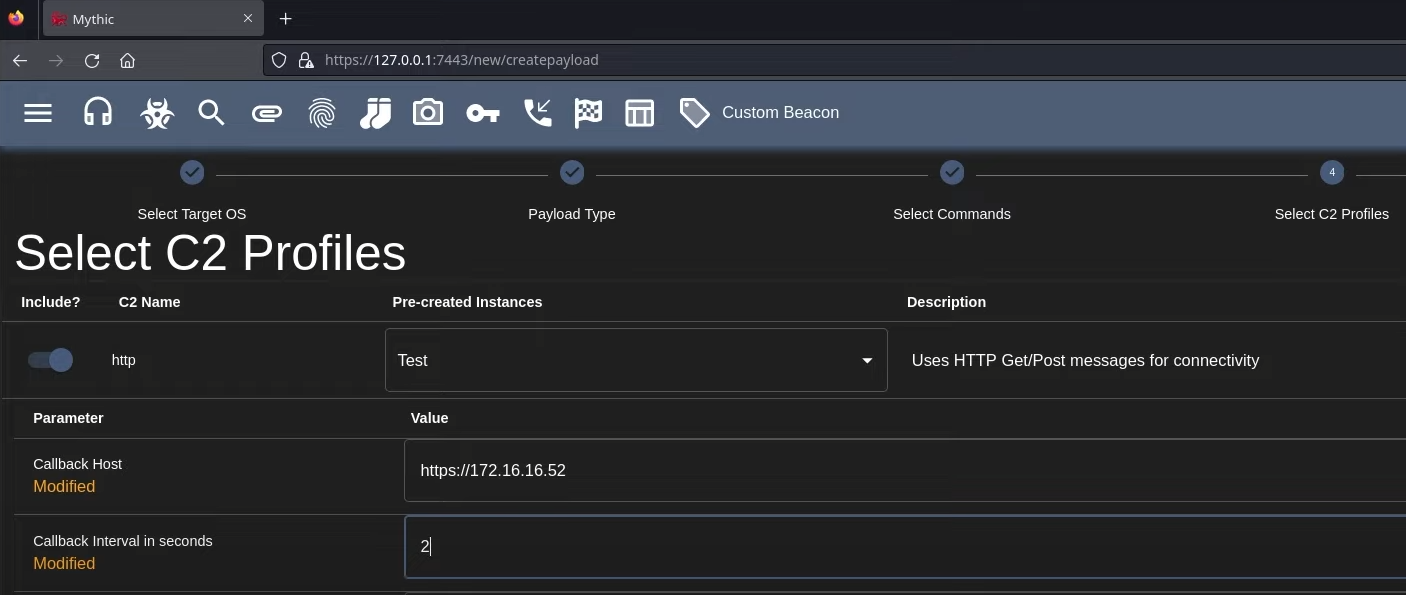 Mythic
https://127.0.0.1:7443/new/createpayload
Custom Beacon
4
Select Target OS Payload Type Select Commands Select C2 Profiles
Select C2 Profiles
Include? C2 Name Pre-created Instances Description
http Test Uses HTTP Get/Post messages for connectivity
Parameter Value
Callback Host
Modified
https://172.16.16.52
Callback Interval in seconds
Modified
2